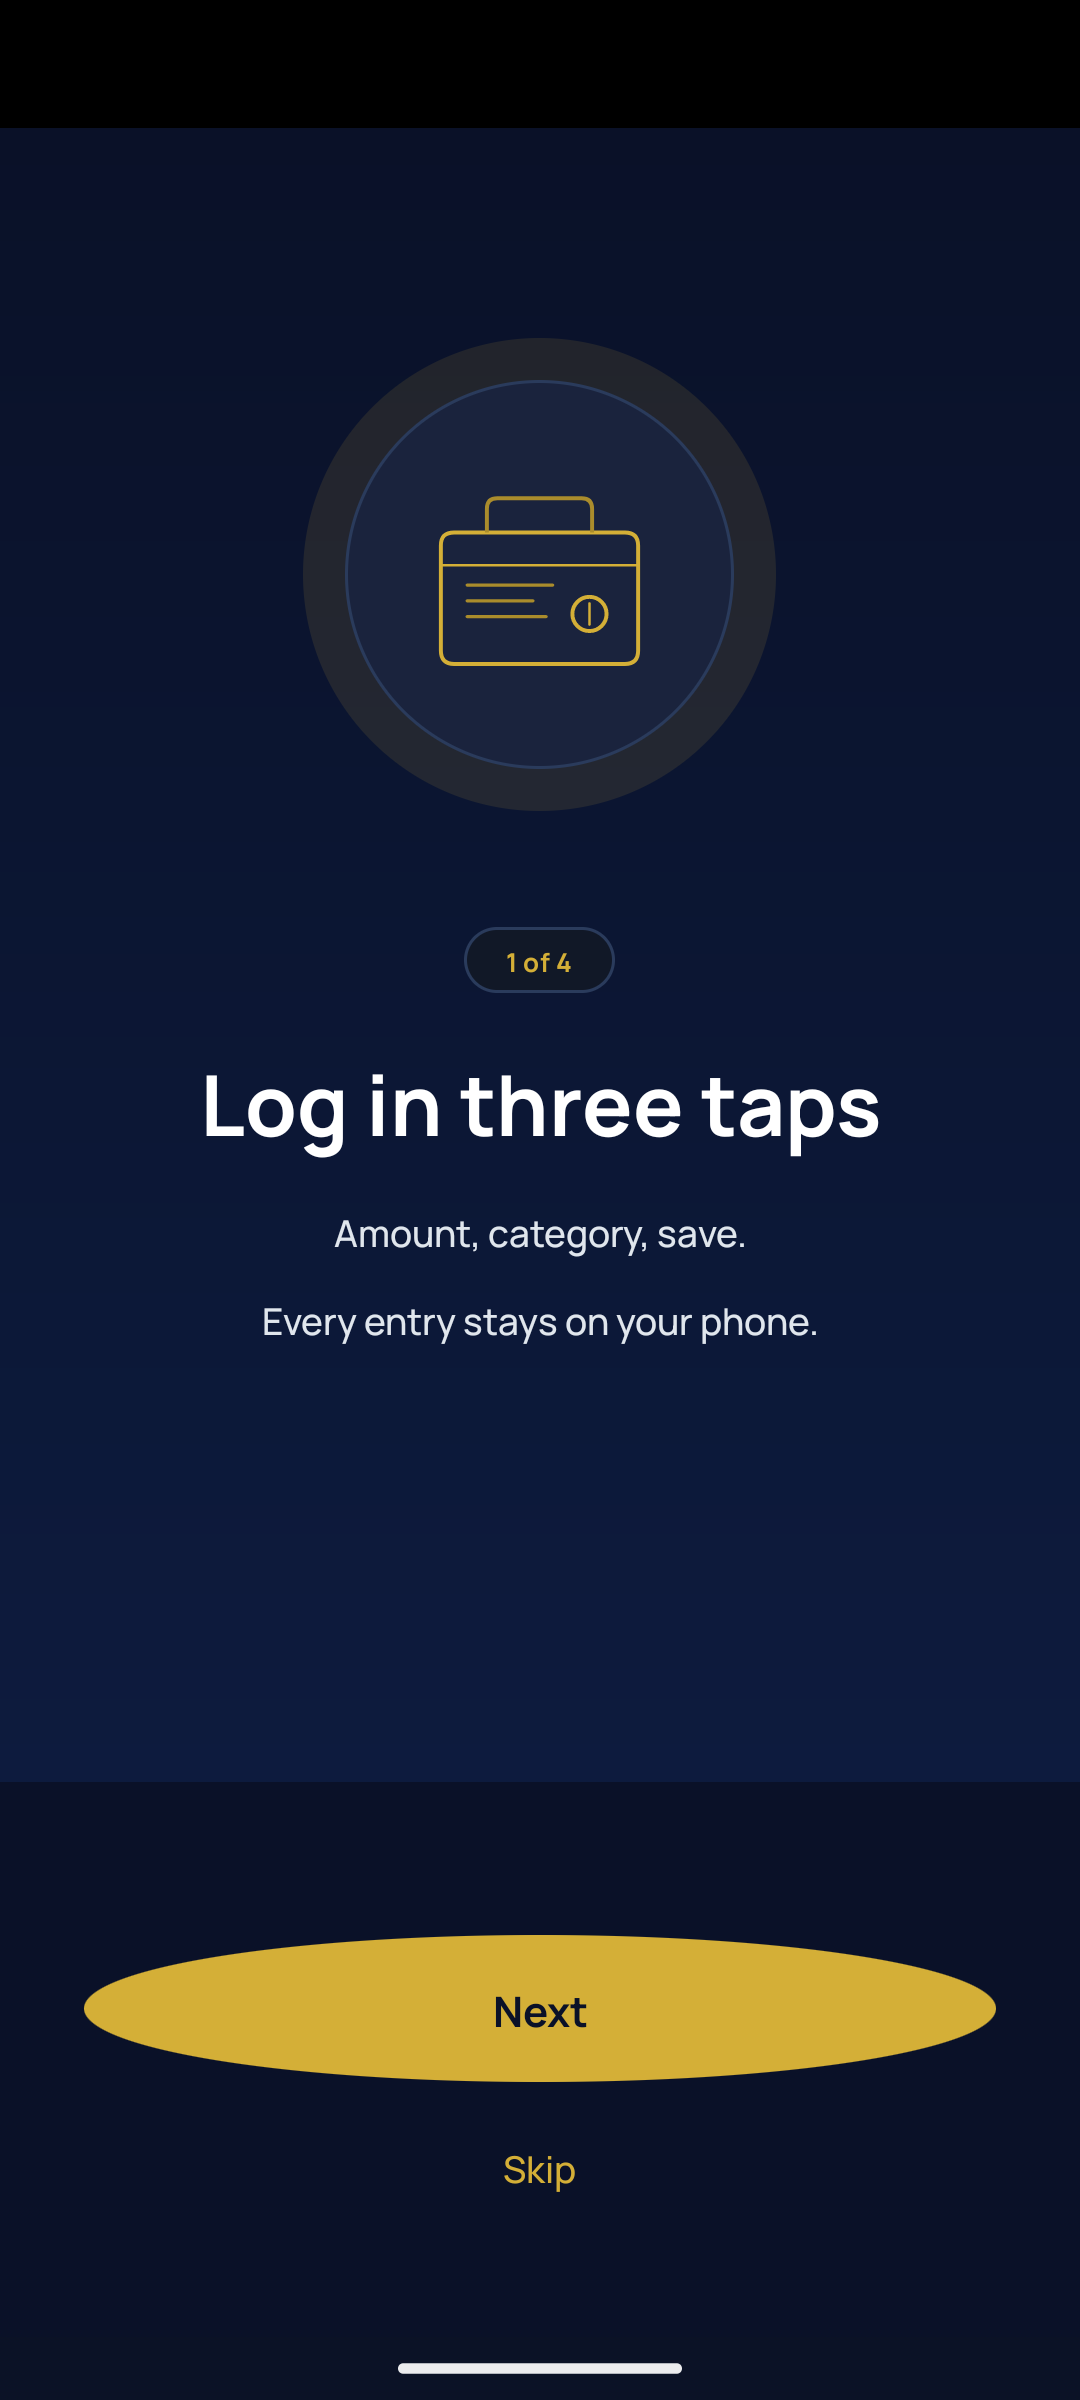 1 of 4
Log in three taps
Amount, category, save.
Every entry stays on your phone.
Next
Skip